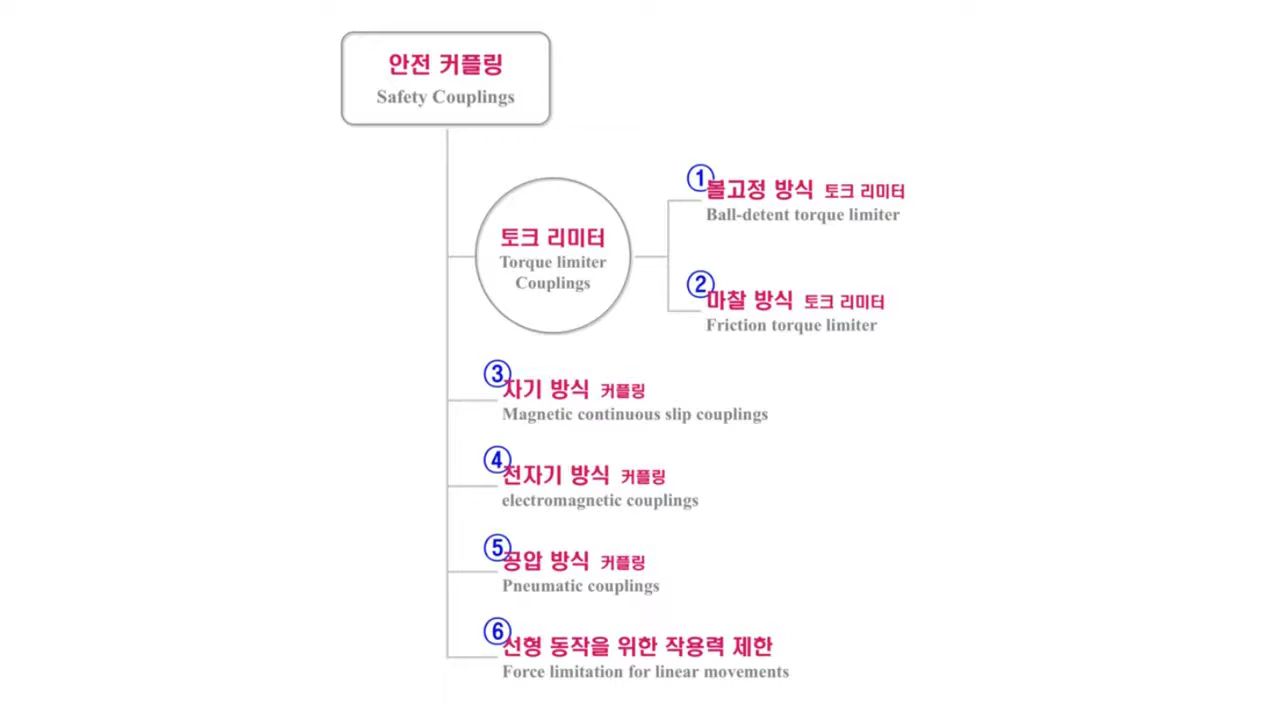 안전 커플링
Safety Couplings
① 볼고정 방식 토크 리미터
Ball-detent torque limiter
토크 리미터
Torque limiter
Couplings
② 마찰 방식 토크 리미터
Friction torque limiter
③ 자기 방식 커플링
Magnetic continuous slip couplings
④ 전자기 방식 커플링
electromagnetic couplings
⑤ 공압 방식 커플링
Pneumatic couplings
⑥ 선형 동작을 위한 작용력 제한
Force limitation for linear movements